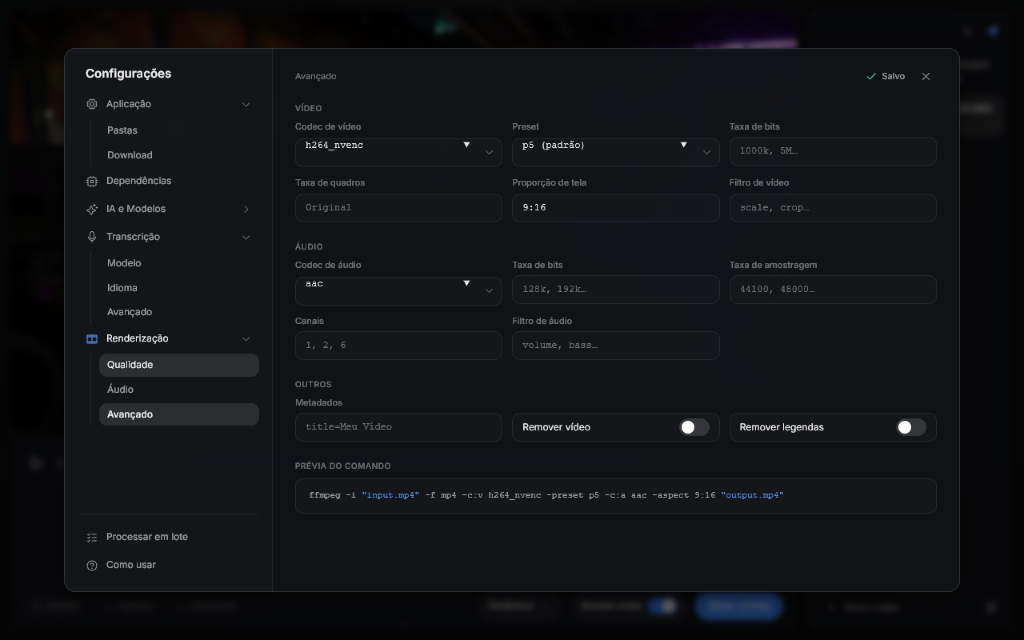 Configurações
Aplicação
Pastas
Download
Dependências
IA e Modelos
Transcrição
Modelo
Idioma
Avançado
Renderização
Qualidade
Áudio
Avançado
Processar em lote
Como usar
Avançado
Salvo
VÍDEO
Codec de vídeo
Preset
Taxa de bits
h264_nvenc
p5 (padrão)
1000k, 5M…
Taxa de quadros
Proporção de tela
Filtro de vídeo
Original
9:16
scale, crop…
ÁUDIO
Codec de áudio
Taxa de bits
Taxa de amostragem
aac
128k, 192k…
44100, 48000…
Canais
Filtro de áudio
1, 2, 6
volume, bass…
OUTROS
Metadados
title=Meu Vídeo
Remover vídeo
Remover legendas
PRÉVIA DO COMANDO
ffmpeg -i "input.mp4" -f mp4 -c:v h264_nvenc -preset p5 -c:a aac -aspect 9:16 "output.mp4"